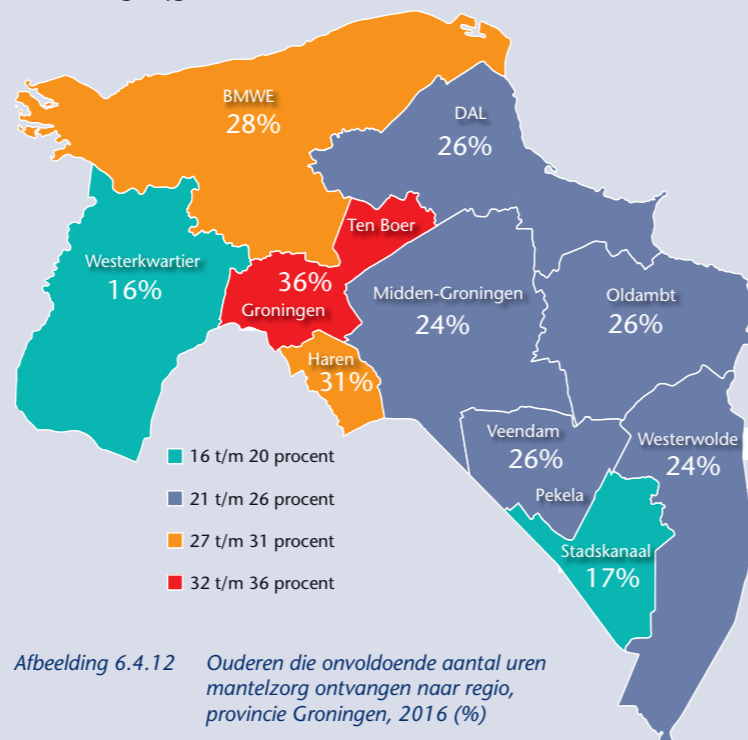 BMWE
28%
DAL
26%
Ten Boer
Westerkwartier
16%
36%
Groningen
Midden-Groningen
24%
Oldambt
26%
Haren
31%
Veendam
26%
Pekela
Westerwolde
24%
Stadskanaal
17%
16 t/m 20 procent
21 t/m 26 procent
27 t/m 31 procent
32 t/m 36 procent
Afbeelding 6.4.12 Ouderen die onvoldoende aantal uren
mantelzorg ontvangen naar regio,
provincie Groningen, 2016 (%)